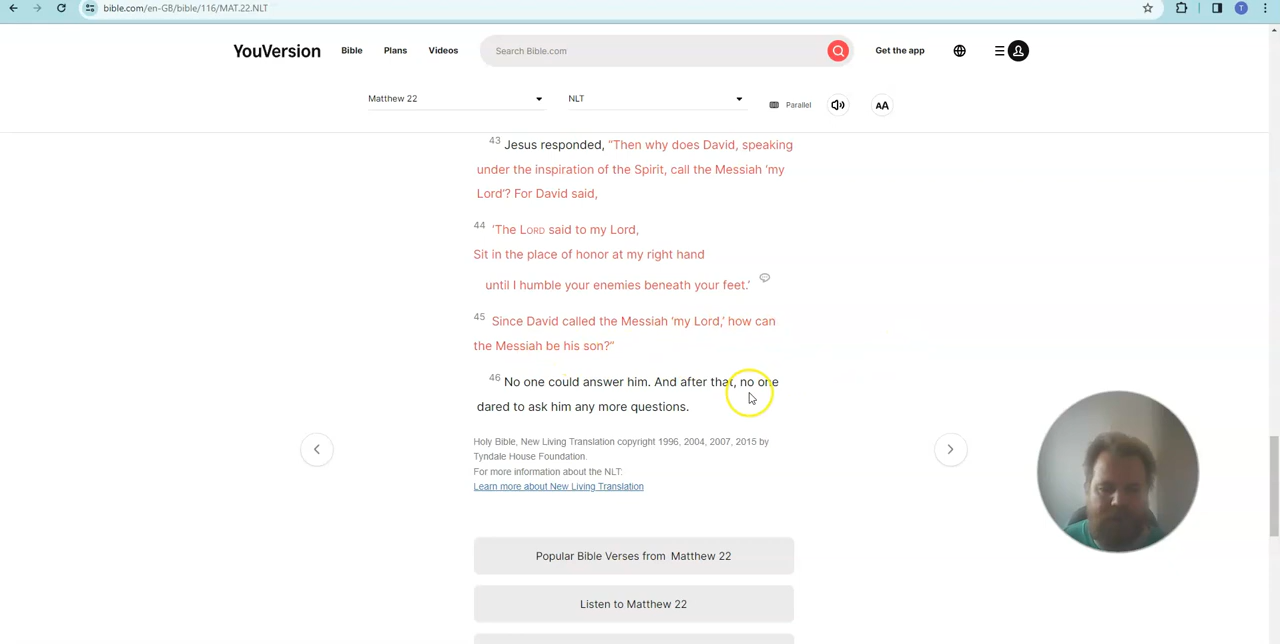 bible.com/en-GB/bible/116/MAT.22.NLT
T
YouVersion
Bible
Plans
Videos
Search Bible.com
Get the app
Matthew 22
NLT
Parallel
AA
43 Jesus responded, “Then why does David, speaking
under the inspiration of the Spirit, call the Messiah ‘my
Lord’? For David said,
44 ‘The LORD said to my Lord,
Sit in the place of honor at my right hand
until I humble your enemies beneath your feet.’
45 Since David called the Messiah ‘my Lord,’ how can
the Messiah be his son?”
46 No one could answer him. And after that, no one
dared to ask him any more questions.
Holy Bible, New Living Translation copyright 1996, 2004, 2007, 2015 by
Tyndale House Foundation.
For more information about the NLT:
Learn more about New Living Translation
Popular Bible Verses from Matthew 22
Listen to Matthew 22